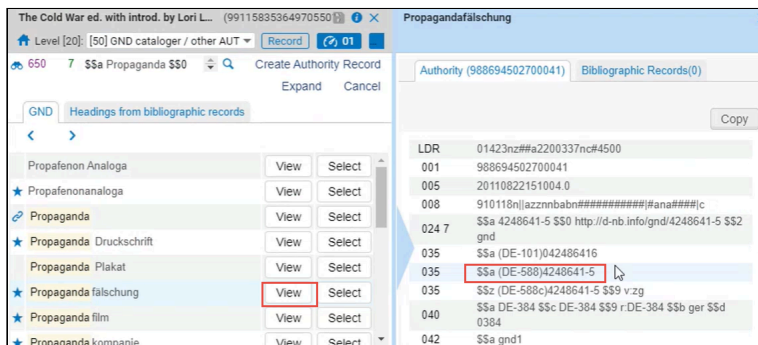 The Cold War ed. with introd. by Lori L... (99115835364970550
Level [20]: [50] GND cataloger / other AUT Record 01
650 7 $$a Propaganda $$0 Create Authority Record
Expand Cancel
GND Headings from bibliographic records
Propafenon Analoga View Select
Propafenonanaloga View Select
Propaganda View Select
Propaganda Druckschrift View Select
Propaganda Plakat View Select
Propaganda fälschung View Select
Propaganda film View Select
Propaganda kompanie View Select
Propagandafälschung
Authority (988694502700041) Bibliographic Records(0)
Copy
LDR 01423nz##a2200337nc#4500
001 988694502700041
005 20110822151004.0
008 910118n||azznnbabn###########|#ana####|c
024 7 $$a 4248641-5 $$0 http://d-nb.info/gnd/4248641-5 $$2
gnd
035 $$a (DE-101)042486416
035 $$a (DE-588)4248641-5
035 $$z (DE-588c)4248641-5 $$9 v:zg
040 $$a DE-384 $$c DE-384 $$9 r:DE-384 $$b ger $$d
0384
042 $$a gnd1